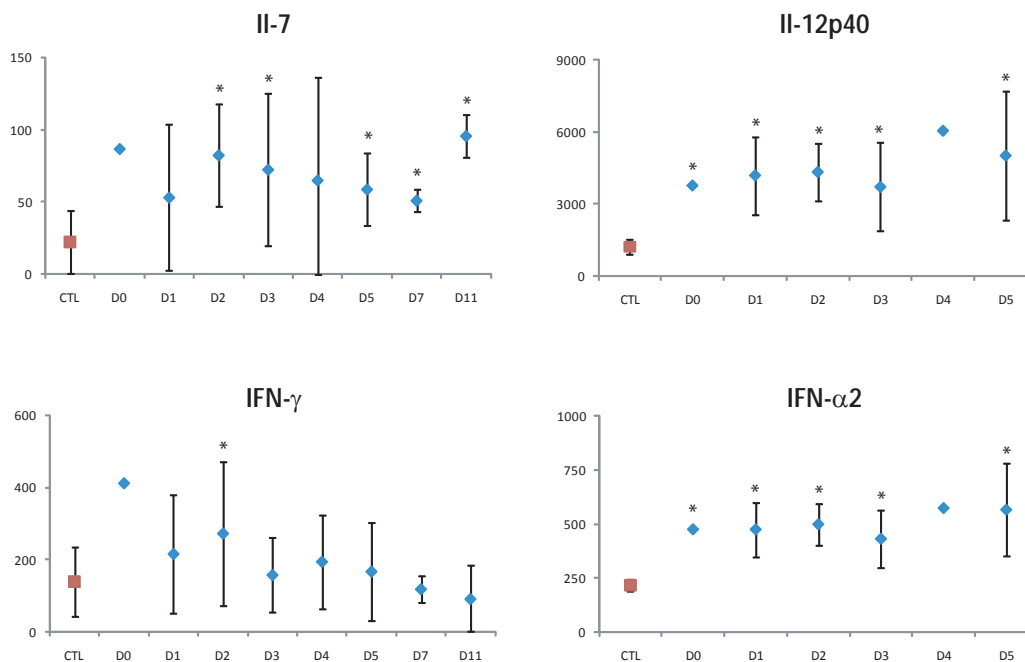 Il-7
150
100
50
0
* * * * *
CTL D0 D1 D2 D3 D4 D5 D7 D11
Il-12p40
9000
6000
3000
0
* * * * *
CTL D0 D1 D2 D3 D4 D5
IFN-γ
600
400
200
0
*
CTL D0 D1 D2 D3 D4 D5 D7 D11
IFN-α2
1000
750
500
250
0
* * * * *
CTL D0 D1 D2 D3 D4 D5